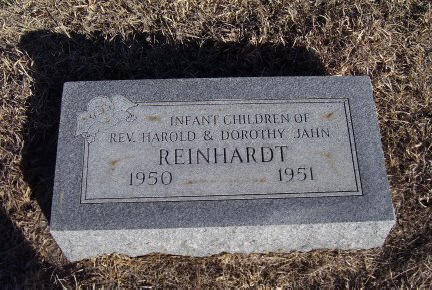 INFANT CHILDREN OF
REV. HAROLD & DOROTHY JAHN
REINHARDT
1950 1951